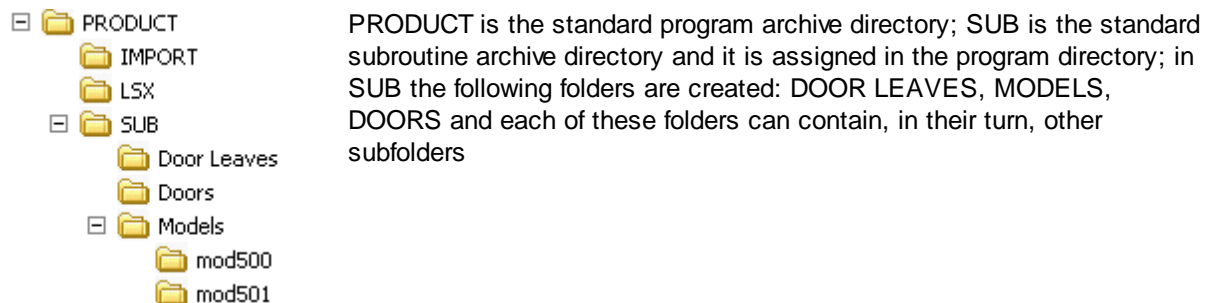 PRODUCT
IMPORT
LSX
SUB
Door Leaves
Doors
Models
mod500
mod501
PRODUCT is the standard program archive directory; SUB is the standard
subroutine archive directory and it is assigned in the program directory; in
SUB the following folders are created: DOOR LEAVES, MODELS,
DOORS and each of these folders can contain, in their turn, other
subfolders